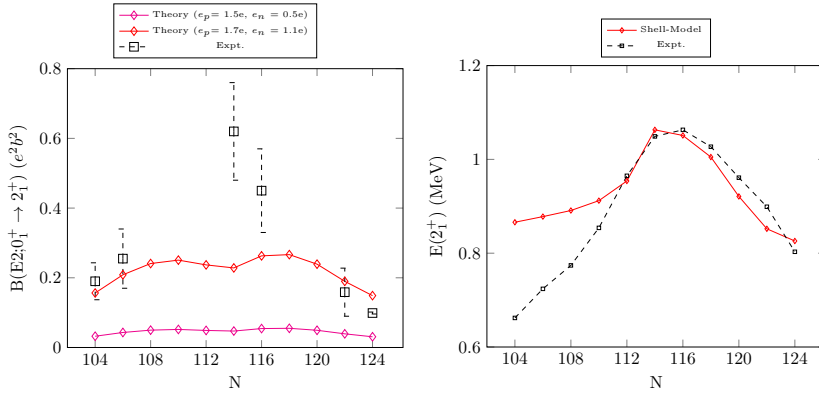 Theory (e_p = 1.5e, e_n = 0.5e)
Theory (e_p = 1.7e, e_n = 1.1e)
Expt.
0.8
0.6
0.4
0.2
0
B(E2;0_1^+ → 2_1^+) (e^2b^2)
104 108 112 116 120 124
N
Shell-Model
Expt.
1.2
1
0.8
0.6
E(2_1^+) (MeV)
104 108 112 116 120 124
N